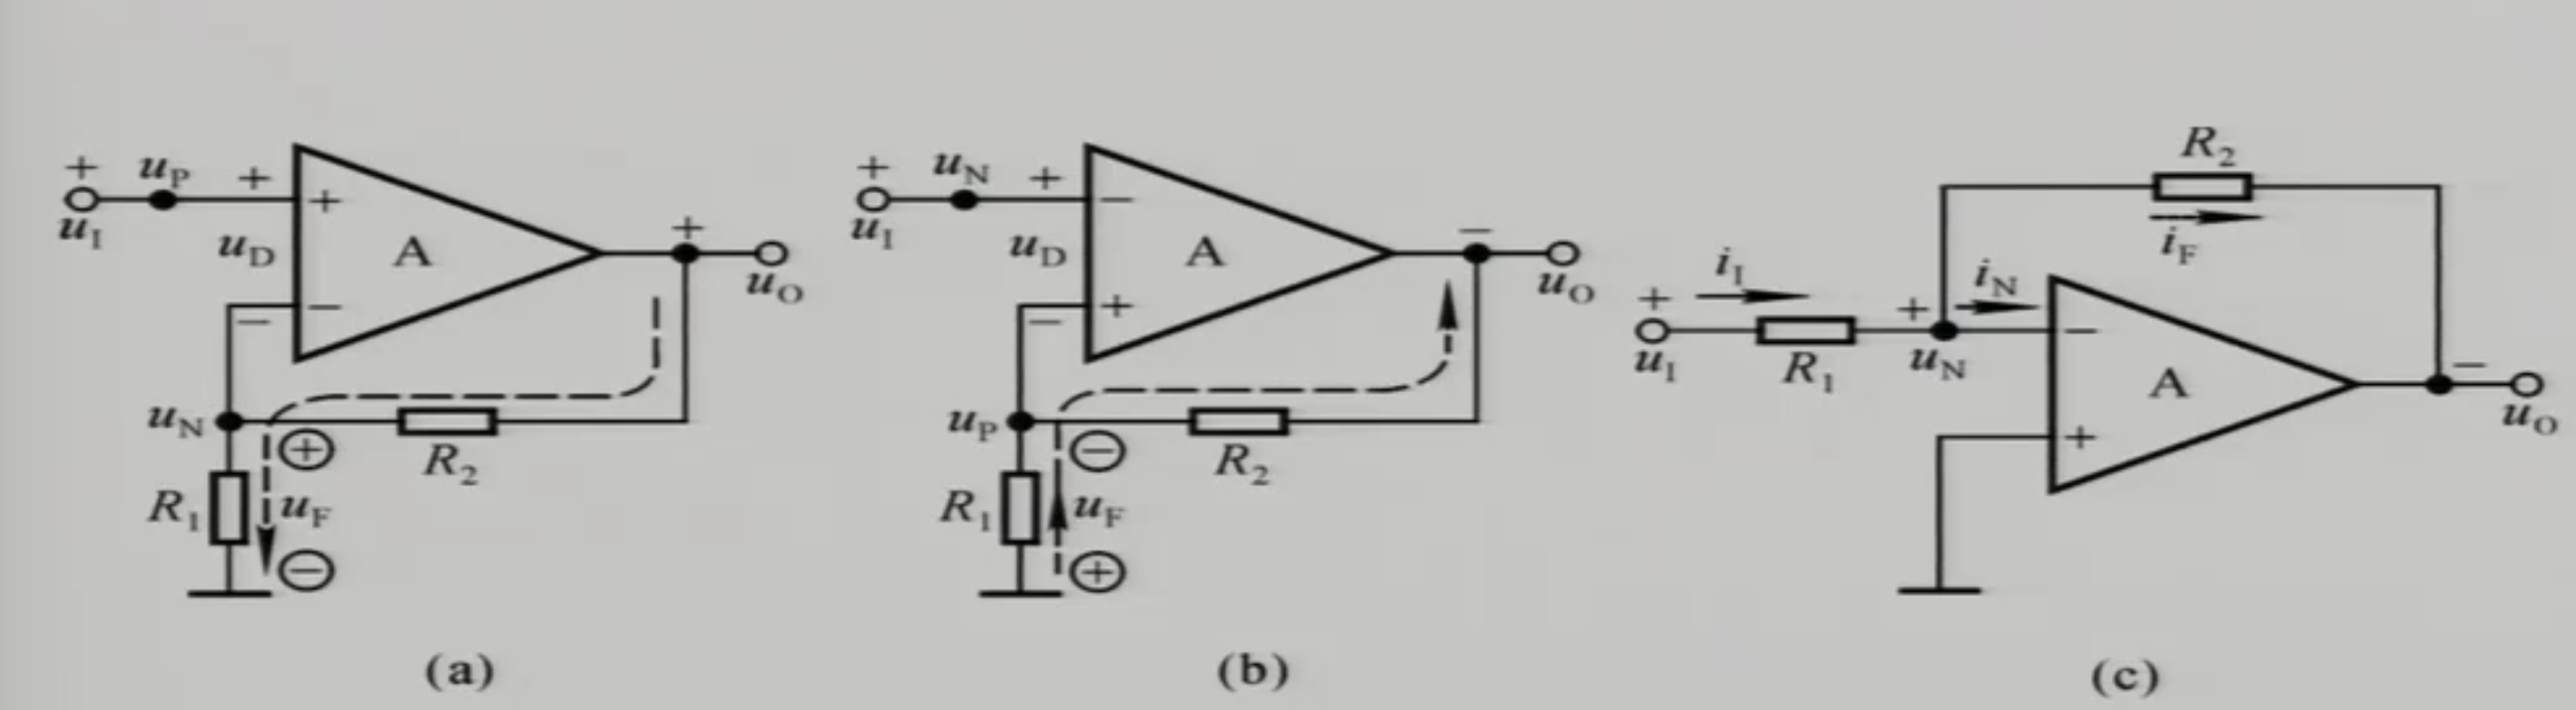 + u_P + +
u_I u_D A + u_O
− −
u_N ⊕ R_2
R_1 u_F
⊖
(a)
+ u_N + −
u_I u_D A − u_O
− +
u_P ⊖ R_2
R_1 u_F
⊕
(b)
R_2
i_F
i_I i_N
+ + −
u_I R_1 u_N A − u_O
+
(c)